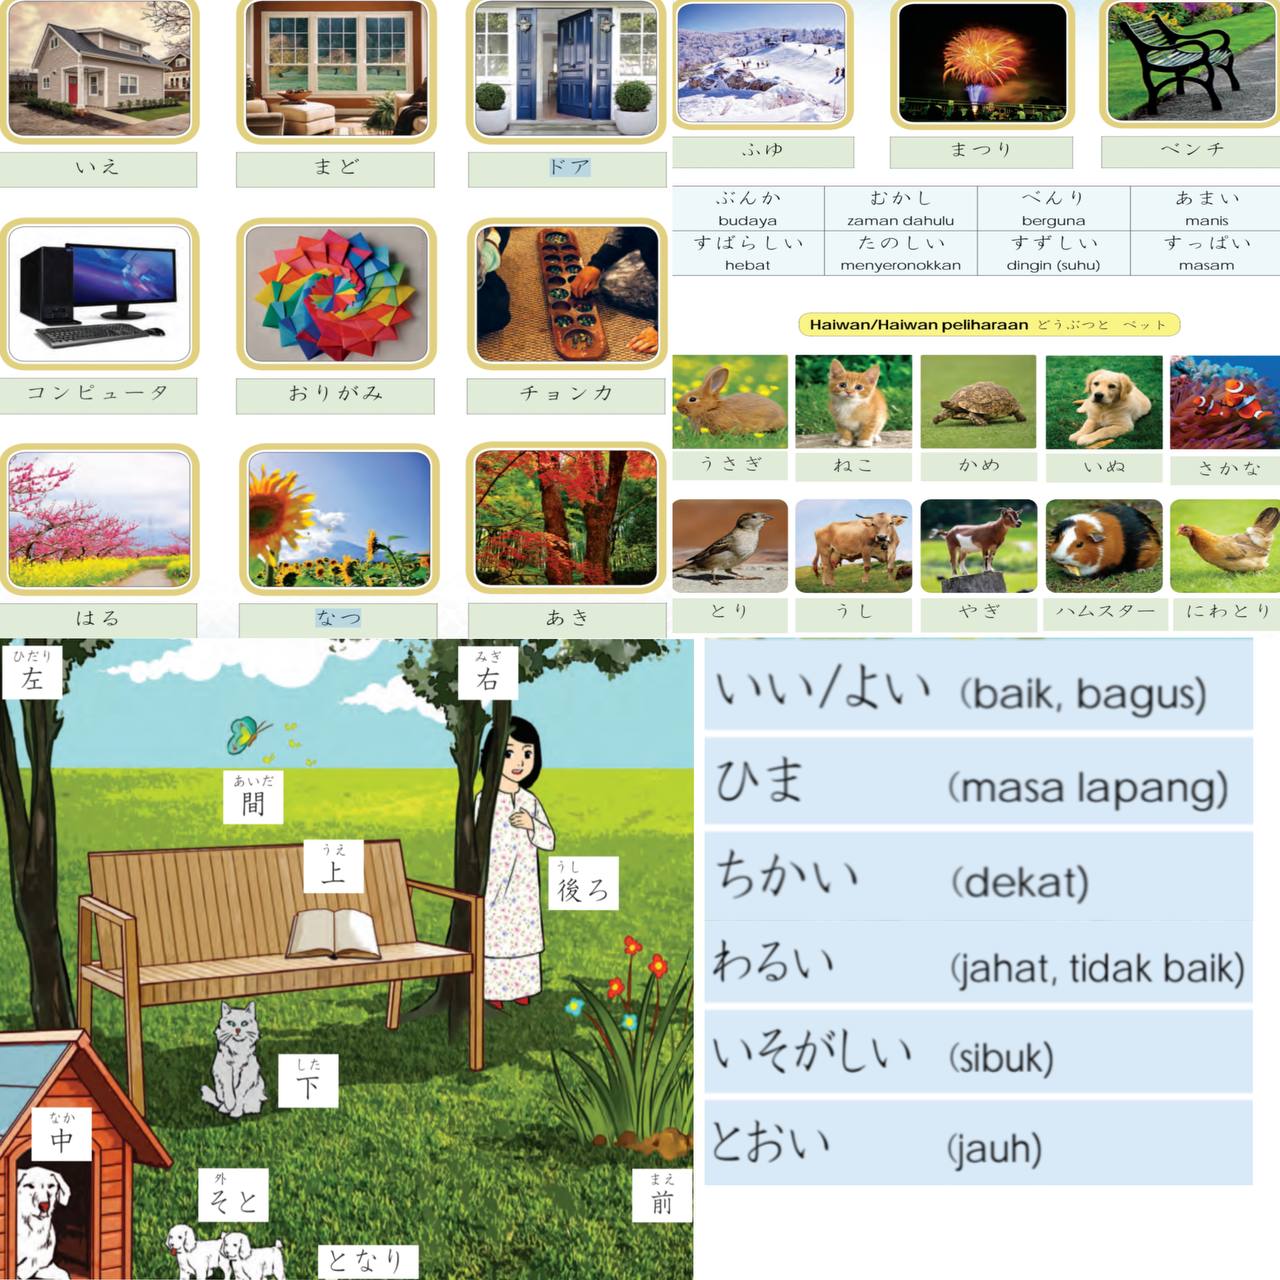 いえ
まど
ドア
コンピュータ
おりがみ
チョンカ
はる
なつ
あき
ふゆ
まつり
ベンチ
ぶんか
budaya
むかし
zaman dahulu
べんり
berguna
あまい
manis
すばらしい
hebat
たのしい
menyeronokkan
すずしい
dingin (suhu)
すっぱい
masam
Haiwan/Haiwan peliharaan どうぶつと ペット
うさぎ
ねこ
かめ
いぬ
さかな
とり
うし
やぎ
ハムスター
にわとり
ひだり
左
みぎ
右
あいだ
間
うえ
上
うし
後ろ
した
下
なか
中
外
そと
まえ
前
となり
いい/よい (baik, bagus)
ひま (masa lapang)
ちかい (dekat)
わるい (jahat, tidak baik)
いそがしい (sibuk)
とおい (jauh)